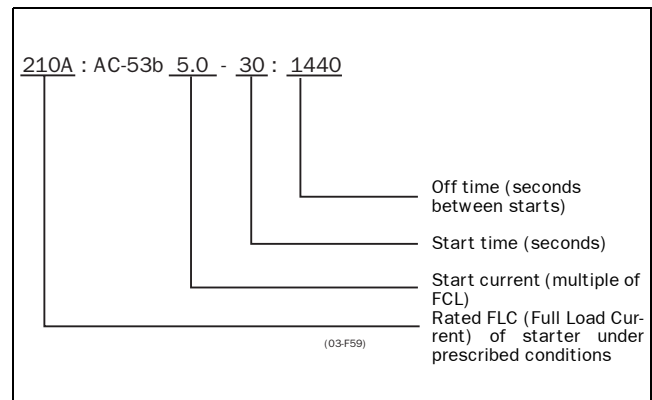 210A : AC-53b 5.0 - 30 : 1440
Off time (seconds
between starts)
Start time (seconds)
Start current (multiple of
FCL)
Rated FLC (Full Load Cur-
rent) of starter under
prescribed conditions
(03-F59)